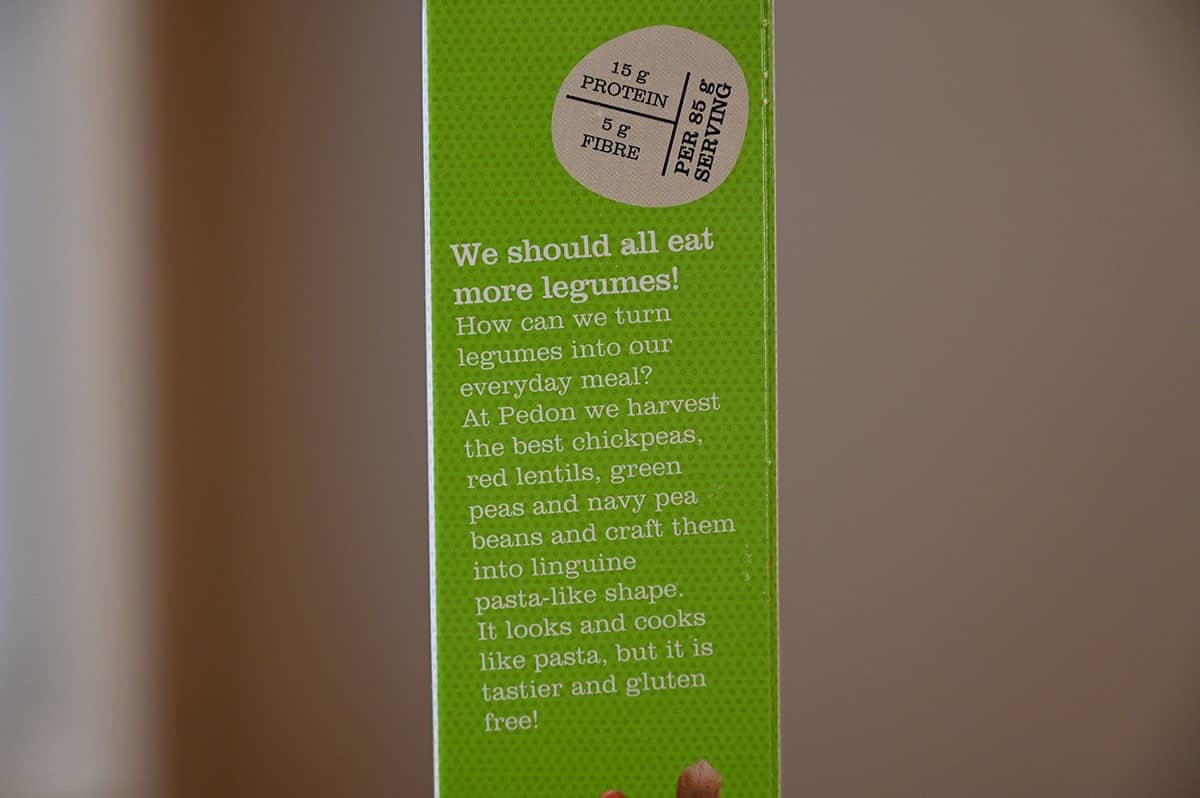 15 g
PROTEIN
5 g
FIBRE
PER 85 g
SERVING
We should all eat
more legumes!
How can we turn
legumes into our
everyday meal?
At Pedon we harvest
the best chickpeas,
red lentils, green
peas and navy pea
beans and craft them
into linguine
pasta-like shape.
It looks and cooks
like pasta, but it is
tastier and gluten
free!